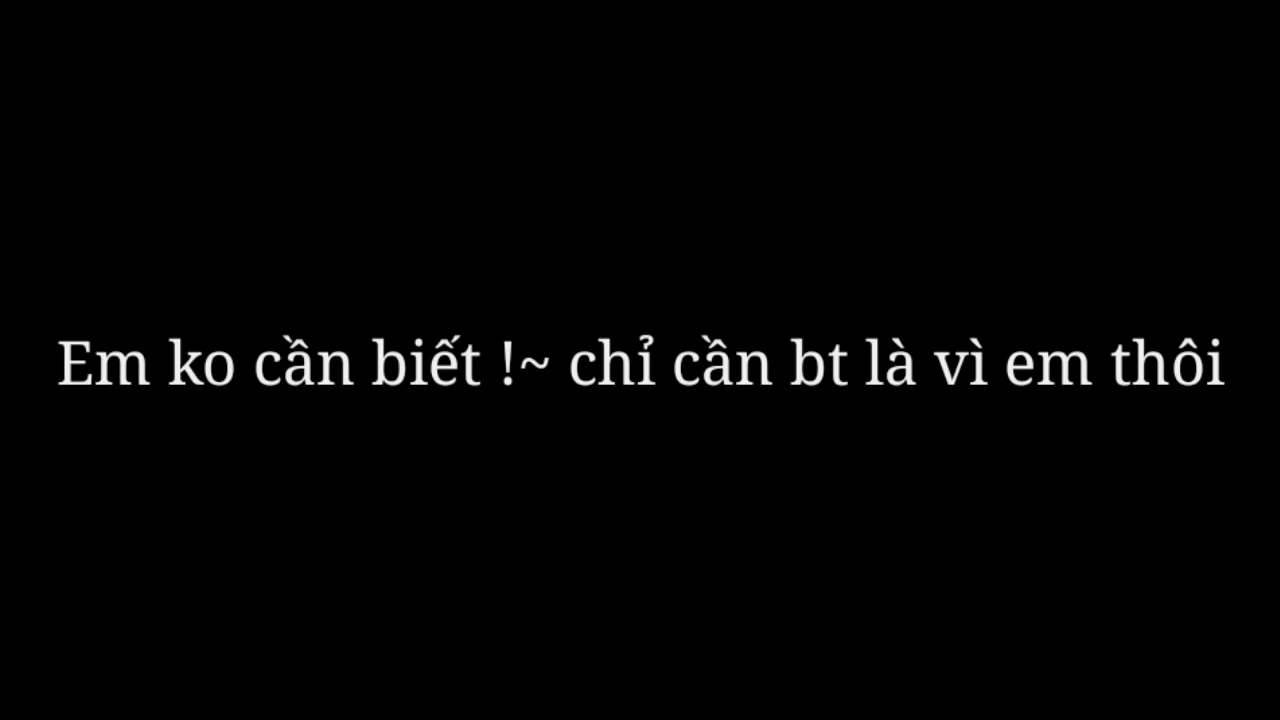 Em ko cần biết !~ chỉ cần bt là vì em thôi